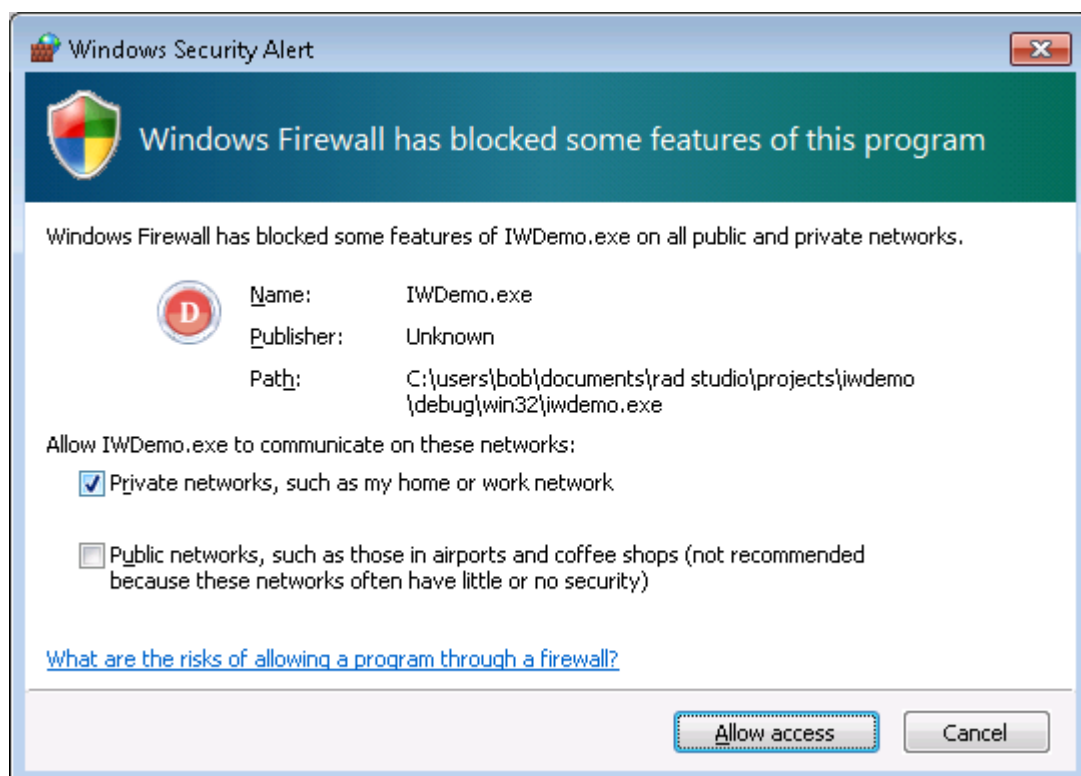 Windows Security Alert
Windows Firewall has blocked some features of this program
Windows Firewall has blocked some features of IWDemo.exe on all public and private networks.
D
Name: IWDemo.exe
Publisher: Unknown
Path: C:\users\bob\documents\rad studio\projects\iwdemo
\debug\win32\iwdemo.exe
Allow IWDemo.exe to communicate on these networks:
Private networks, such as my home or work network
Public networks, such as those in airports and coffee shops (not recommended
because these networks often have little or no security)
What are the risks of allowing a program through a firewall?
Allow access Cancel